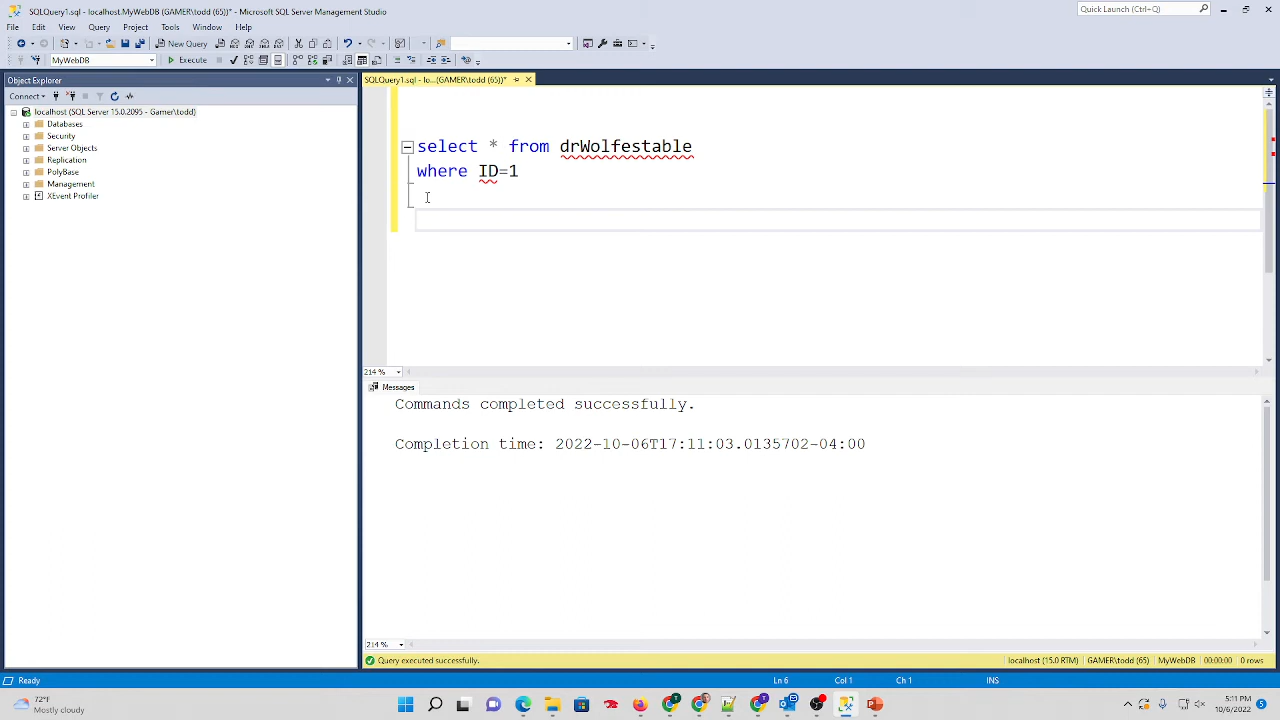 SQLQuery1.sql - localhost.MyWebDB (GAMER\todd (65))* - Microsoft SQL Server Management Studio
Quick Launch (Ctrl+Q)
File Edit View Query Project Tools Window Help
New Query
MyWebDB
Execute
Object Explorer
SQLQuery1.sql - lo...(GAMER\todd (65))*
Connect
localhost (SQL Server 15.0.2095 - Gamer\todd)
Databases
Security
Server Objects
Replication
PolyBase
Management
XEvent Profiler
select * from drWolfestable
where ID=1
214 %
Messages
Commands completed successfully.
Completion time: 2022-10-06T17:11:03.0135702-04:00
214 %
Query executed successfully.
localhost (15.0 RTM) GAMER\todd (65) MyWebDB 00:00:00 0 rows
Ready
Ln 6 Col 1 Ch 1 INS
72°F
Mostly cloudy
5:11 PM
10/6/2022